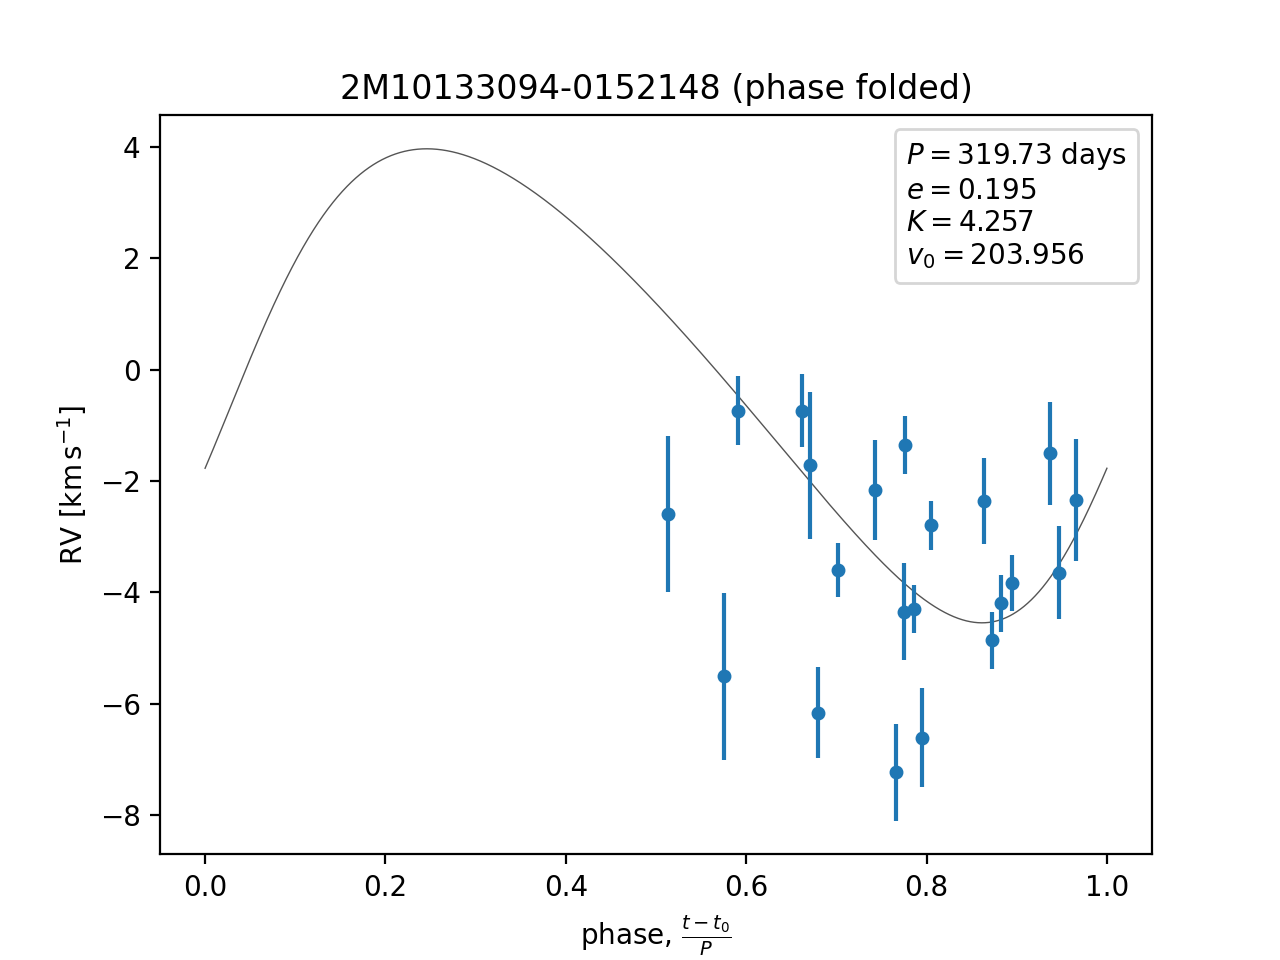 2M10133094-0152148 (phase folded)
P = 319.73 days
e = 0.195
K = 4.257
v₀ = 203.956
4
2
0
−2
−4
−6
−8
RV [km s⁻¹]
0.0 0.2 0.4 0.6 0.8 1.0
phase, (t − t₀)/P